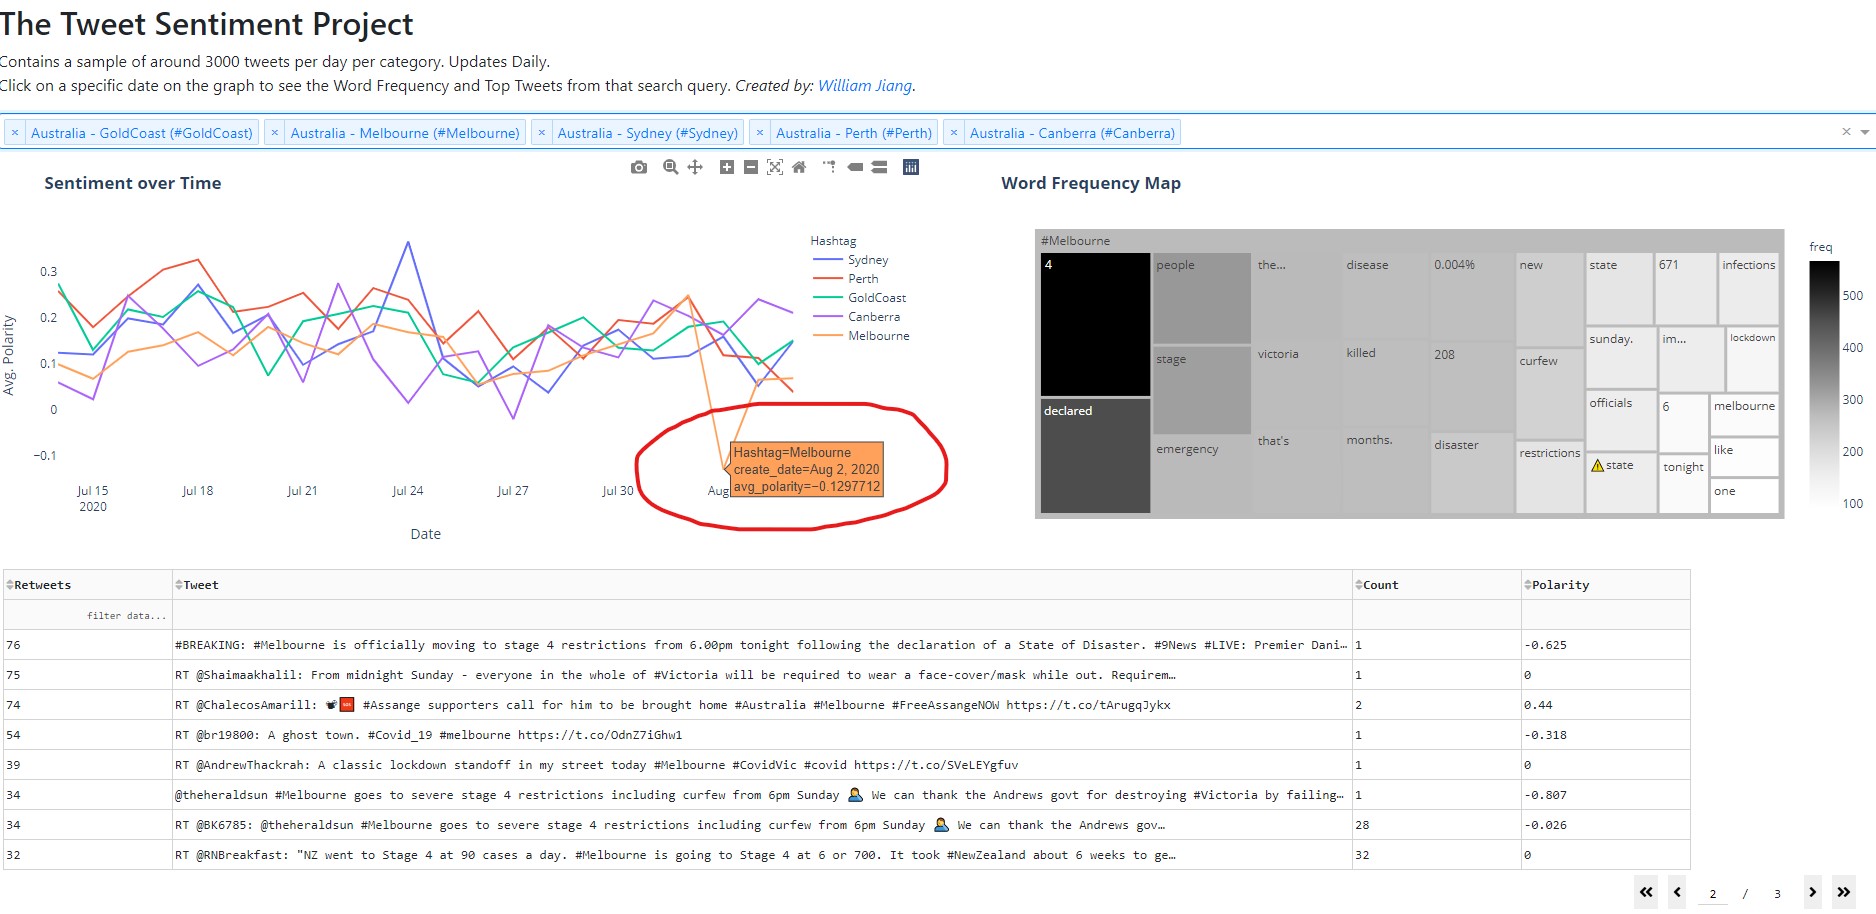 The Tweet Sentiment Project
Contains a sample of around 3000 tweets per day per category. Updates Daily.
Click on a specific date on the graph to see the Word Frequency and Top Tweets from that search query. Created by: William Jiang.
× Australia - GoldCoast (#GoldCoast) × Australia - Melbourne (#Melbourne) × Australia - Sydney (#Sydney) × Australia - Perth (#Perth) × Australia - Canberra (#Canberra) ×
Sentiment over Time
Avg. Polarity
0.3
0.2
0.1
0
−0.1
Jul 15
2020
Jul 18
Jul 21
Jul 24
Jul 27
Jul 30
Aug
Date
Hashtag
Sydney
Perth
GoldCoast
Canberra
Melbourne
Hashtag=Melbourne
create_date=Aug 2, 2020
avg_polarity=−0.1297712
Word Frequency Map
#Melbourne
4
declared
people
stage
emergency
the...
victoria
that's
disease
killed
months.
0.004%
208
disaster
new
curfew
restrictions
state
sunday.
officials
⚠state
671
infections
im...
lockdown
6
tonight
melbourne
like
one
freq
500
400
300
200
100
Retweets Tweet Count Polarity
filter data...
76 #BREAKING: #Melbourne is officially moving to stage 4 restrictions from 6.00pm tonight following the declaration of a State of Disaster. #9News #LIVE: Premier Dani… 1 -0.625
75 RT @Shaimaakhalil: From midnight Sunday - everyone in the whole of #Victoria will be required to wear a face-cover/mask while out. Requirem… 1 0
74 RT @ChalecosAmarill: 📽🆘 #Assange supporters call for him to be brought home #Australia #Melbourne #FreeAssangeNOW https://t.co/tArugqJykx 2 0.44
54 RT @br19800: A ghost town. #Covid_19 #melbourne https://t.co/OdnZ7iGhw1 1 -0.318
39 RT @AndrewThackrah: A classic lockdown standoff in my street today #Melbourne #CovidVic #covid https://t.co/SVeLEYgfuv 1 0
34 @theheraldsun #Melbourne goes to severe stage 4 restrictions including curfew from 6pm Sunday 🤦 We can thank the Andrews govt for destroying #Victoria by failing… 1 -0.807
34 RT @BK6785: @theheraldsun #Melbourne goes to severe stage 4 restrictions including curfew from 6pm Sunday 🤦 We can thank the Andrews gov… 28 -0.026
32 RT @RNBreakfast: "NZ went to Stage 4 at 90 cases a day. #Melbourne is going to Stage 4 at 6 or 700. It took #NewZealand about 6 weeks to ge… 32 0
2 / 3